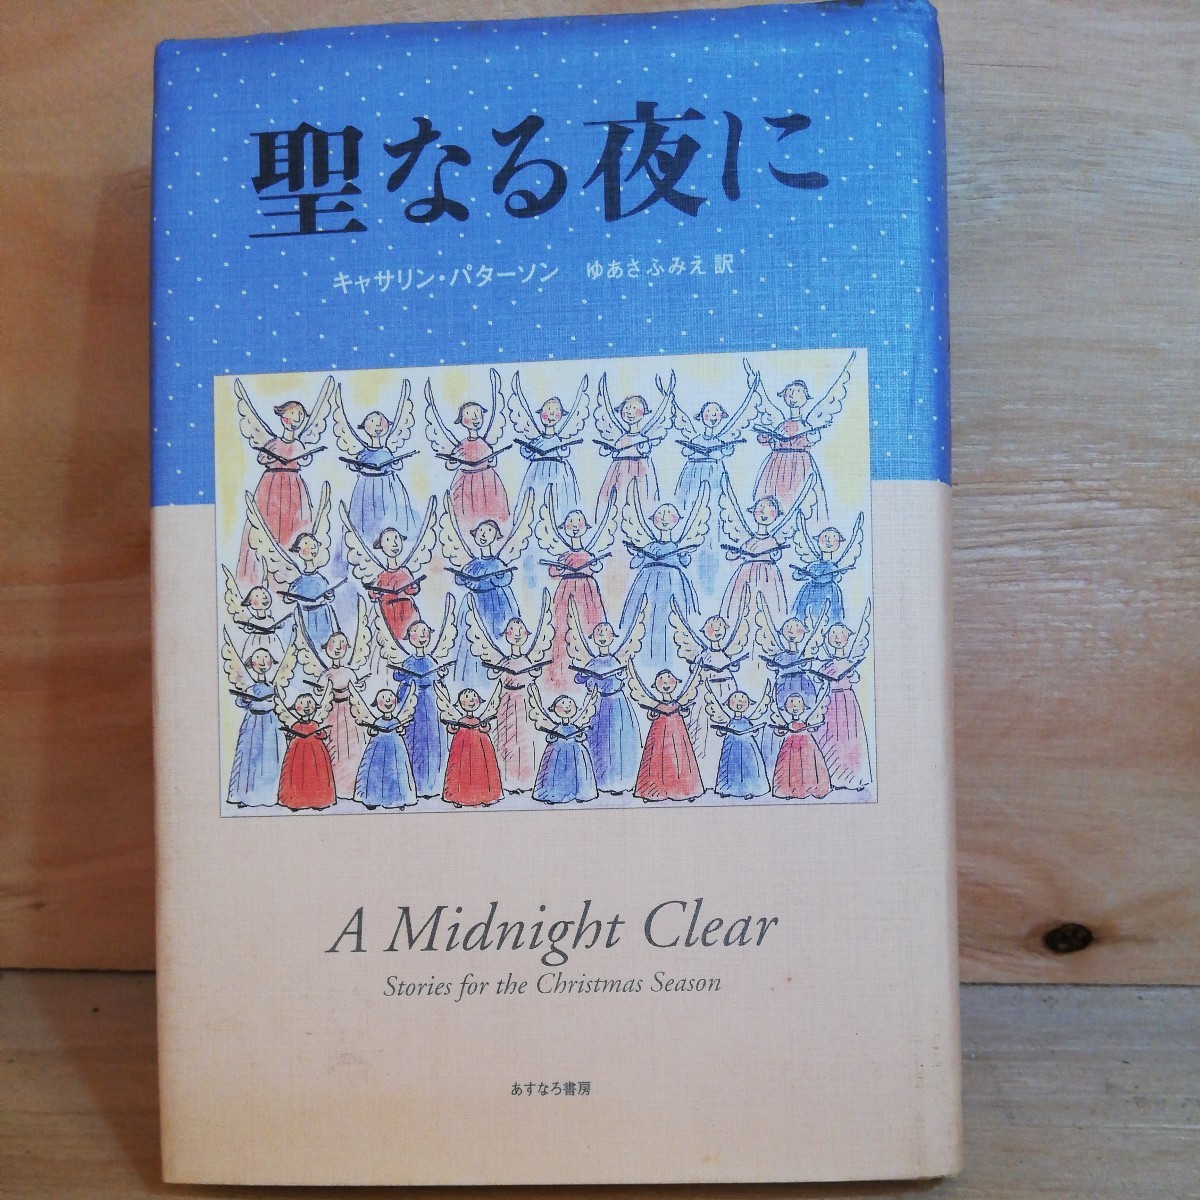 聖なる夜に
キャサリン・パターソン ゆあさふみえ 訳
A Midnight Clear
Stories for the Christmas Season
あすなろ書房